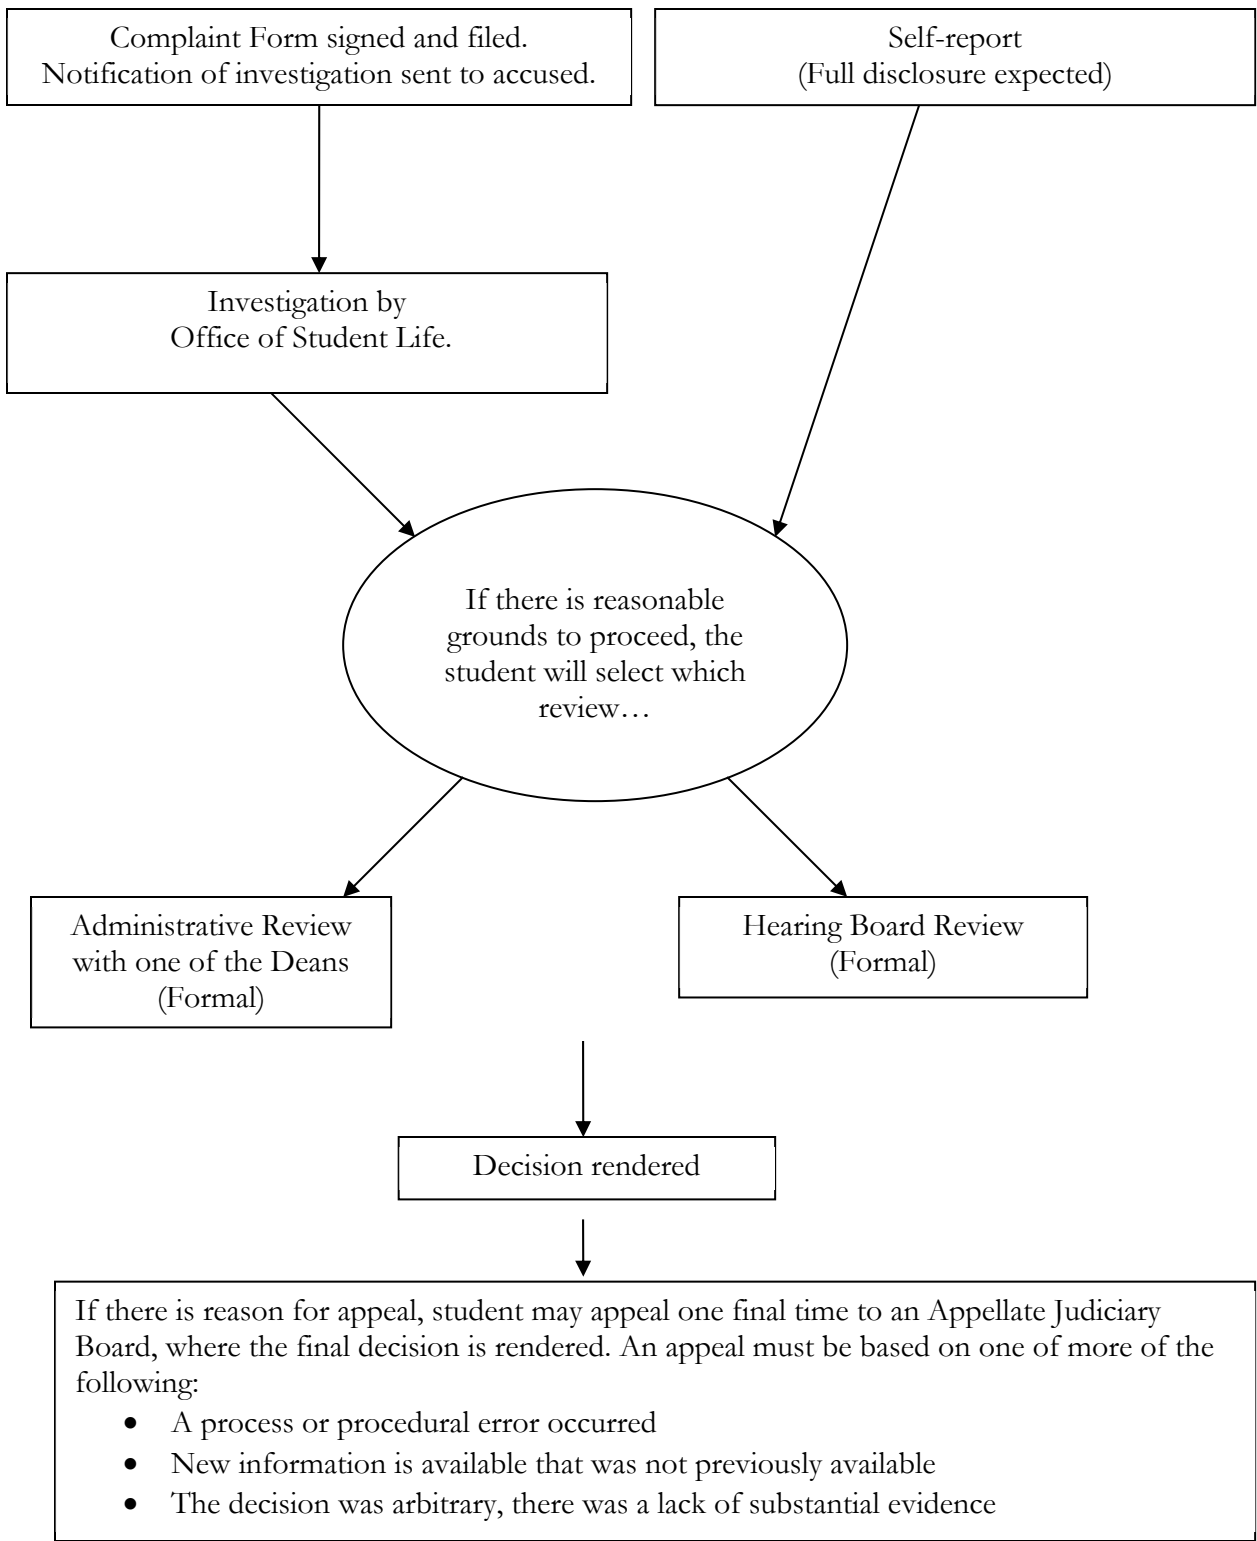 Complaint Form signed and filed.
Notification of investigation sent to accused.
Self-report
(Full disclosure expected)
Investigation by
Office of Student Life.
If there is reasonable
grounds to proceed, the
student will select which
review…
Administrative Review
with one of the Deans
(Formal)
Hearing Board Review
(Formal)
Decision rendered
If there is reason for appeal, student may appeal one final time to an Appellate Judiciary
Board, where the final decision is rendered. An appeal must be based on one of more of the
following:
• A process or procedural error occurred
• New information is available that was not previously available
• The decision was arbitrary, there was a lack of substantial evidence